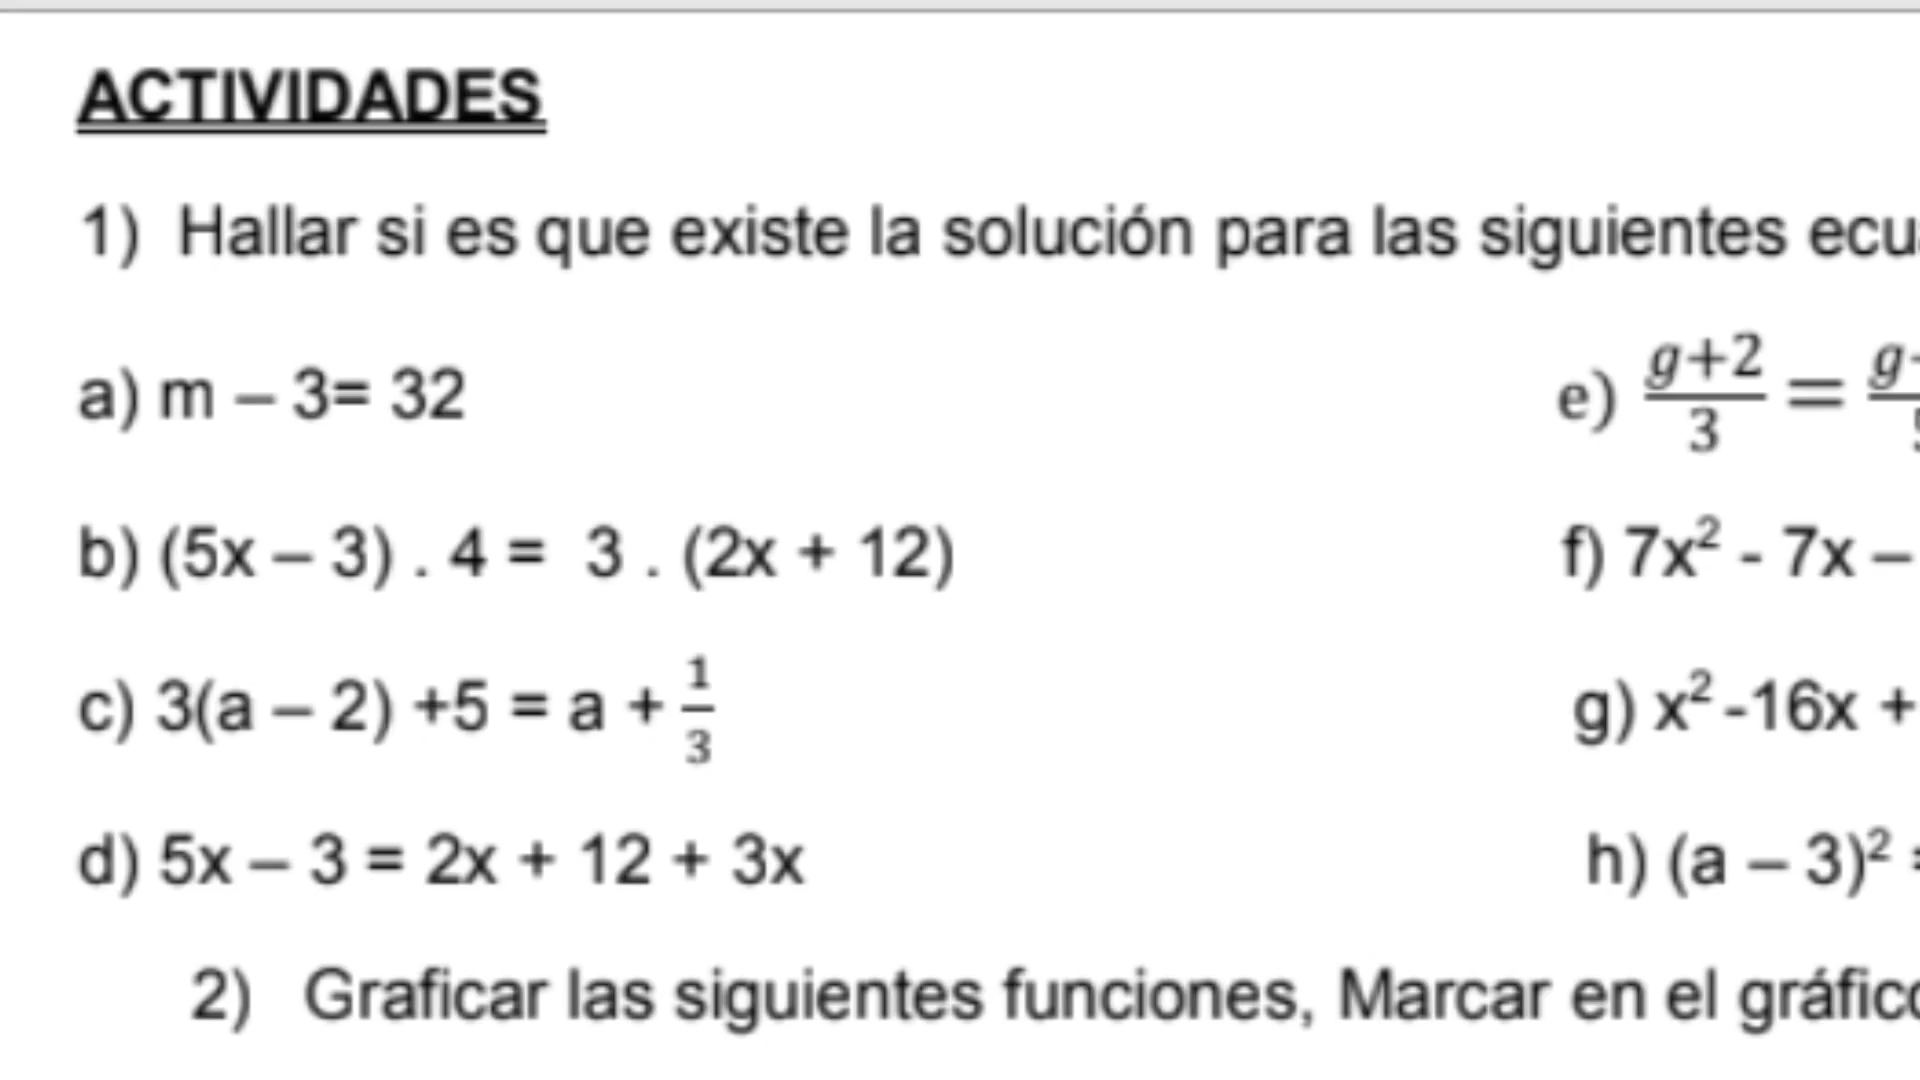 ACTIVIDADES
1) Hallar si es que existe la solución para las siguientes
a) m – 3= 32
e) g+2/3 = g
b) (5x – 3) . 4 = 3 . (2x + 12)
f) 7x² - 7x –
c) 3(a – 2) +5 = a + 1/3
g) x² -16x +
d) 5x – 3 = 2x + 12 + 3x
h) (a – 3)²
2) Graficar las siguientes funciones, Marcar en el